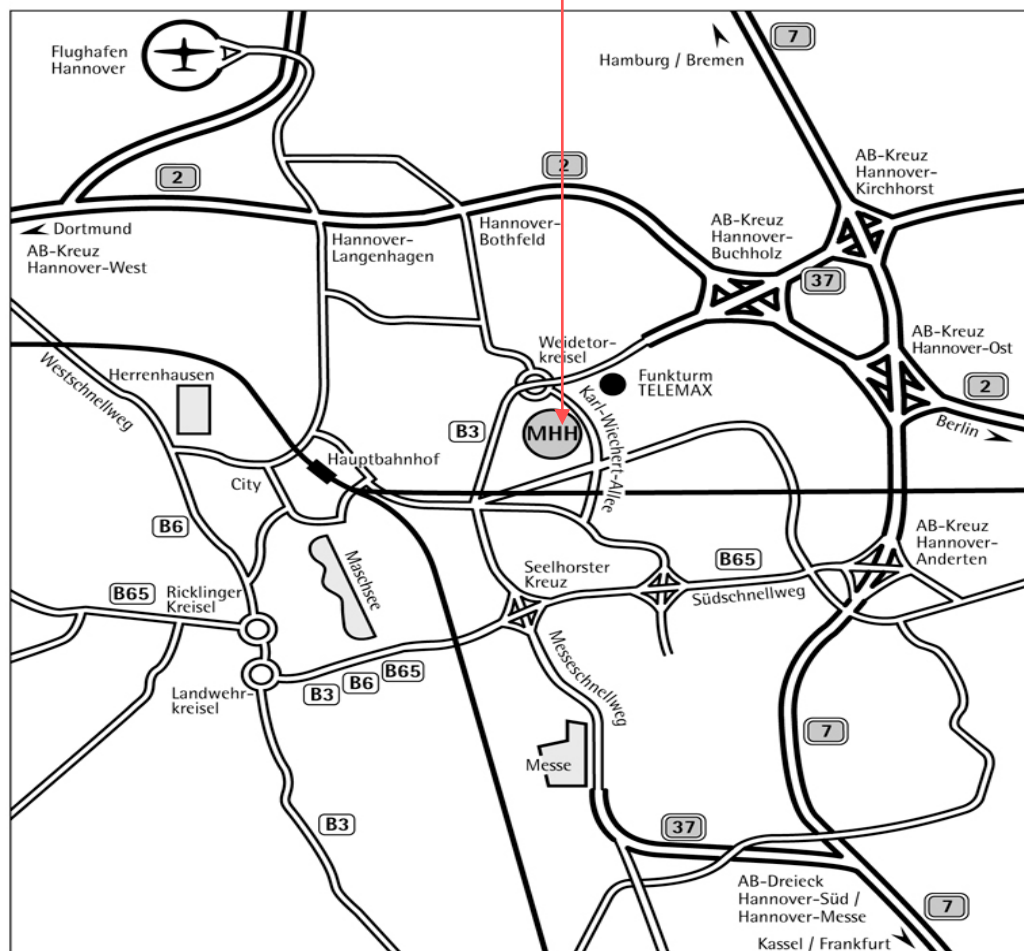 Flughafen
Hannover
7
Hamburg / Bremen
2
2
AB-Kreuz
Hannover-
Kirchhorst
Dortmund
AB-Kreuz
Hannover-West
Hannover-
Langenhagen
Hannover-
Bothfeld
AB-Kreuz
Hannover-
Buchholz
37
AB-Kreuz
Hannover-Ost
2
Berlin
Westschnellweg
Herrenhausen
Weidetor-
kreisel
Funkturm
TELEMAX
Karl-Wiechert-Allee
B3
MHH
Hauptbahnhof
City
B6
Maschsee
AB-Kreuz
Hannover-
Anderten
B65
Südschnellweg
Seelhorster
Kreuz
B65
Ricklinger
Kreisel
Landwehr-
kreisel
B3
B6
B65
Messeschnellweg
Messe
7
B3
37
AB-Dreieck
Hannover-Süd /
Hannover-Messe
7
Kassel / Frankfurt